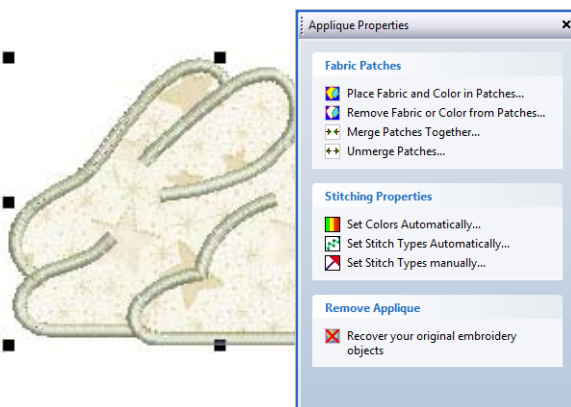 Applique Properties
Fabric Patches
Place Fabric and Color in Patches...
Remove Fabric or Color from Patches...
Merge Patches Together...
Unmerge Patches...
Stitching Properties
Set Colors Automatically...
Set Stitch Types Automatically...
Set Stitch Types manually...
Remove Applique
Recover your original embroidery
objects